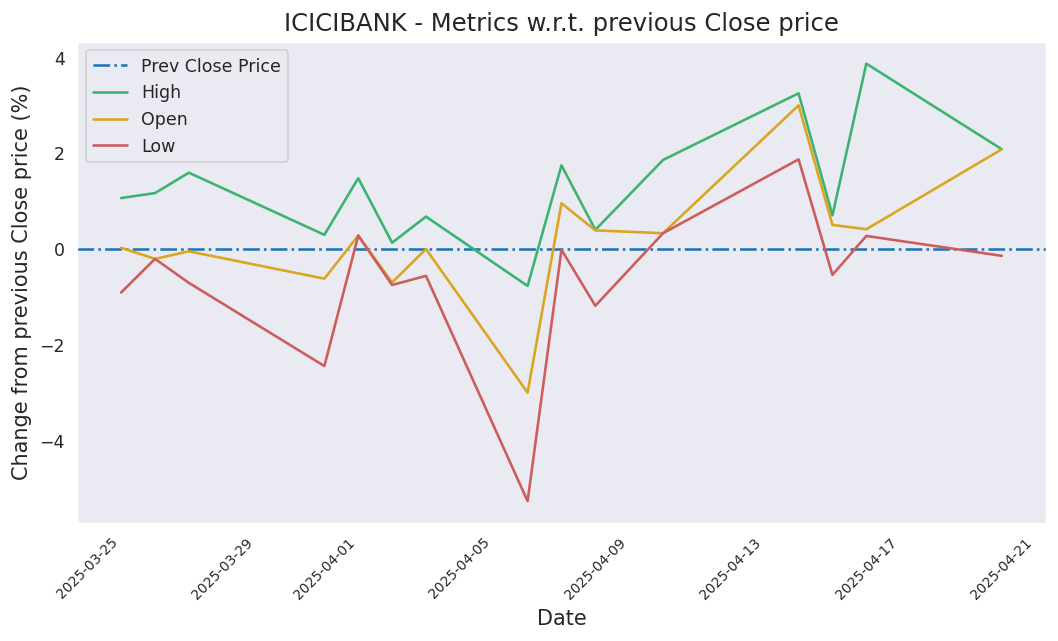 ICICIBANK - Metrics w.r.t. previous Close price
Change from previous Close price (%)
4
2
0
−2
−4
Prev Close Price
High
Open
Low
2025-03-25
2025-03-29
2025-04-01
2025-04-05
2025-04-09
2025-04-13
2025-04-17
2025-04-21
Date